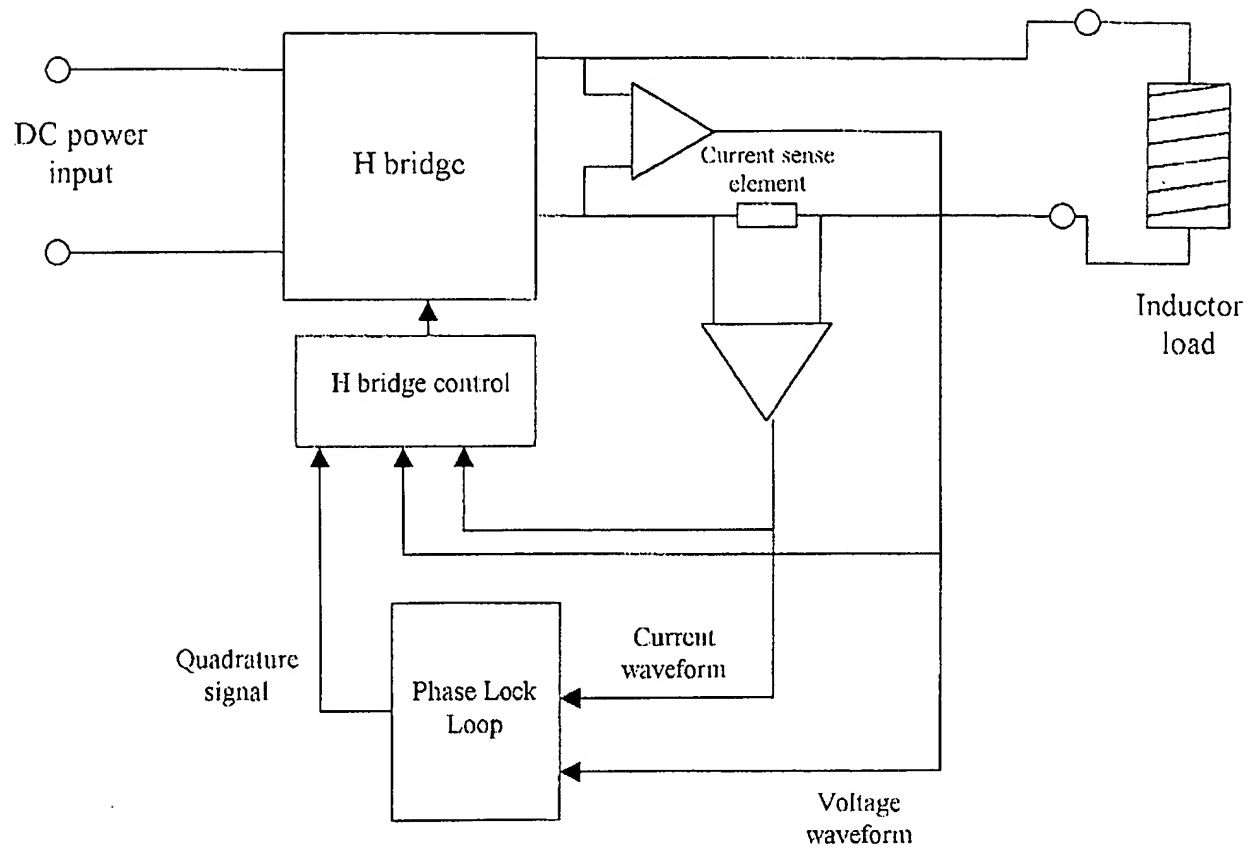 DC power
input
H bridge
Current sense
element
Inductor
load
H bridge control
Quadrature
signal
Phase Lock
Loop
Current
waveform
Voltage
waveform